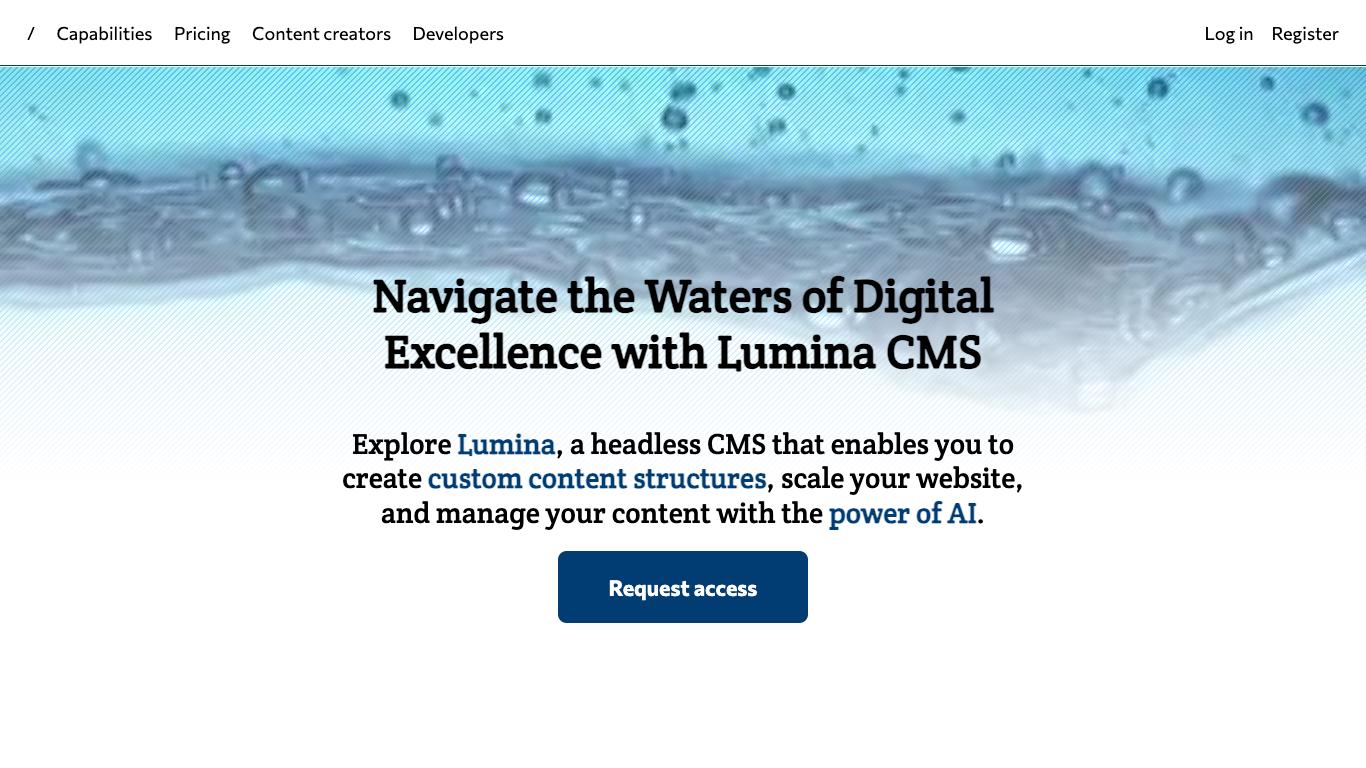 / Capabilities Pricing Content creators Developers Log in Register
Navigate the Waters of Digital
Excellence with Lumina CMS
Explore Lumina, a headless CMS that enables you to
create custom content structures, scale your website,
and manage your content with the power of AI.
Request access